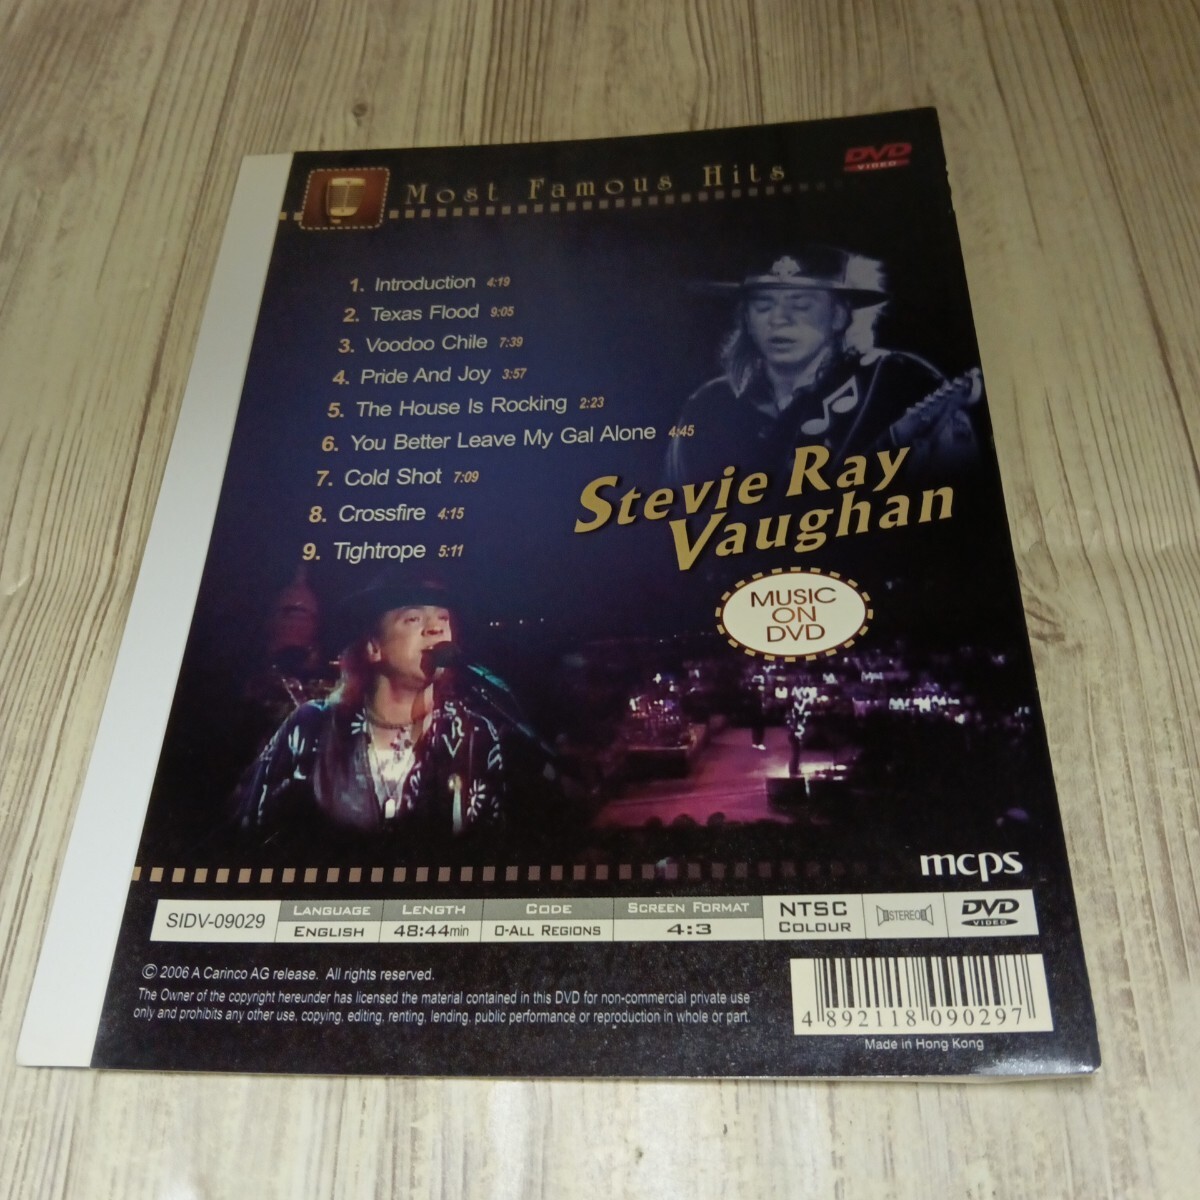 Most Famous Hits
DVD
VIDEO
1. Introduction 4:19
2. Texas Flood 9:05
3. Voodoo Chile 7:39
4. Pride And Joy 3:57
5. The House Is Rocking 2:23
6. You Better Leave My Gal Alone 4:45
7. Cold Shot 7:09
8. Crossfire 4:15
9. Tightrope 5:11
Stevie Ray
Vaughan
MUSIC
ON
DVD
SRV
mcps
SIDV-09029
Language
English
Length
48:44min
Code
0-All Regions
Screen Format
4:3
NTSC
Colour
STEREO
DVD
VIDEO
© 2006 A Carinco AG release. All rights reserved.
The Owner of the copyright hereunder has licensed the material contained in this DVD for non-commercial private use
only and prohibits any other use, copying, editing, renting, lending, public performance or reproduction in whole or part.
4 892118 090297
Made in Hong Kong